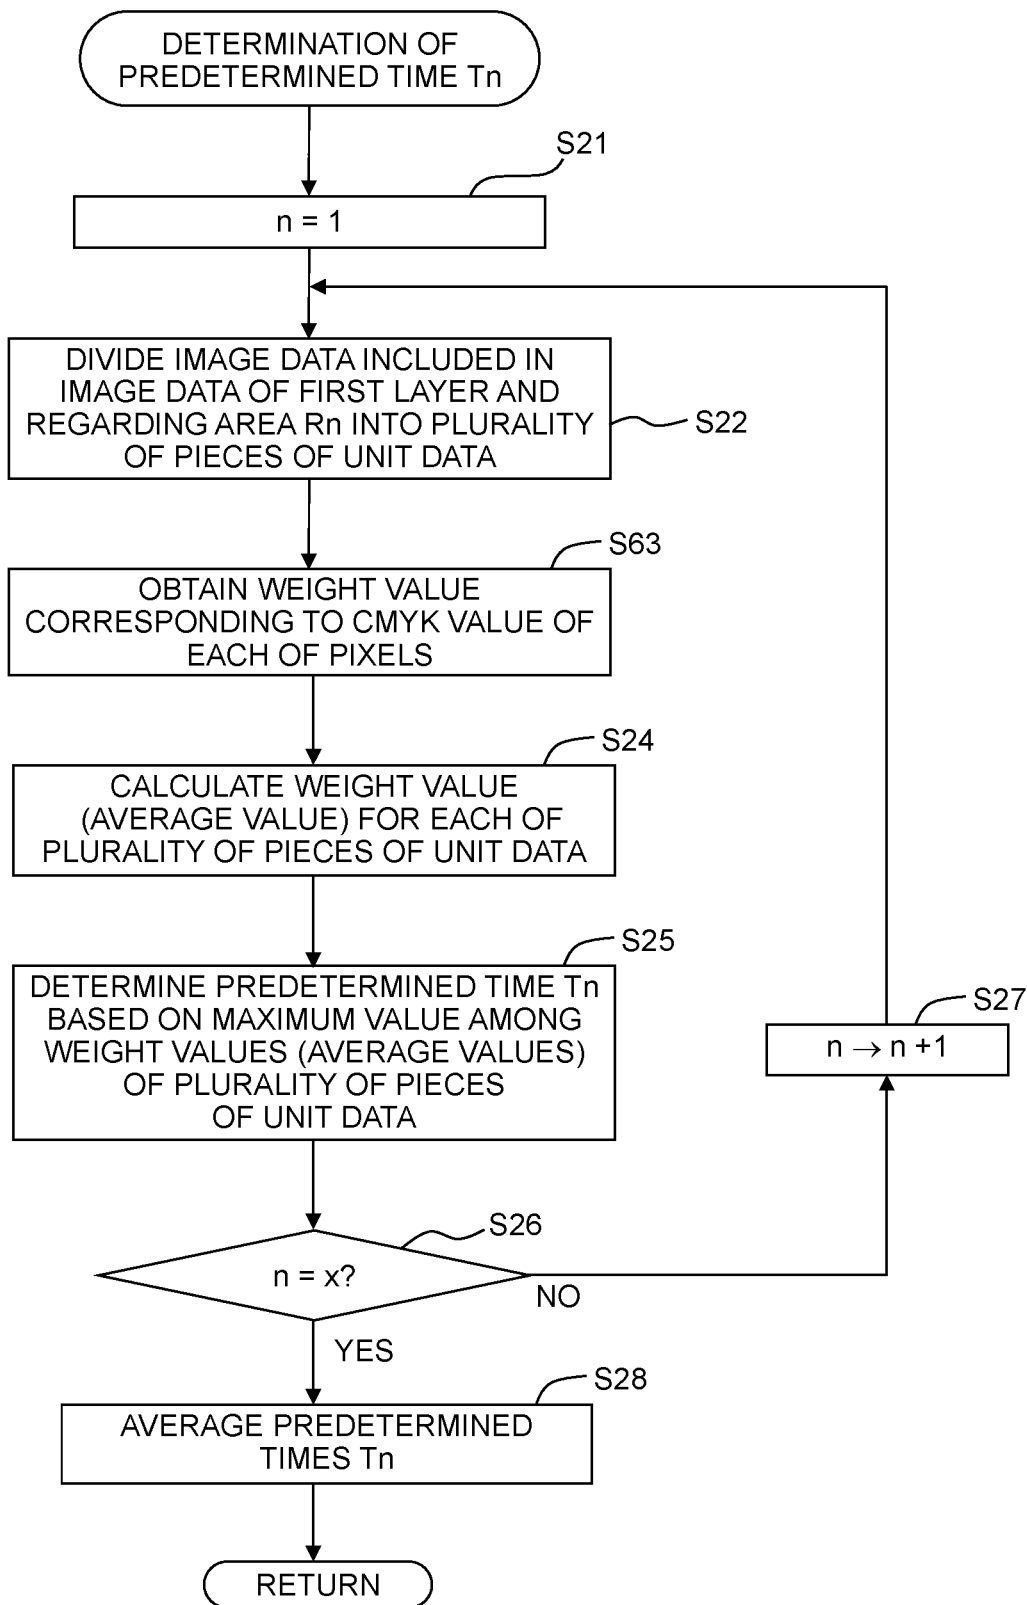 DETERMINATION OF
PREDETERMINED TIME Tn
S21
n = 1
DIVIDE IMAGE DATA INCLUDED IN
IMAGE DATA OF FIRST LAYER AND
REGARDING AREA Rn INTO PLURALITY
OF PIECES OF UNIT DATA
S22
S63
OBTAIN WEIGHT VALUE
CORRESPONDING TO CMYK VALUE OF
EACH OF PIXELS
S24
CALCULATE WEIGHT VALUE
(AVERAGE VALUE) FOR EACH OF
PLURALITY OF PIECES OF UNIT DATA
S25
DETERMINE PREDETERMINED TIME Tn
BASED ON MAXIMUM VALUE AMONG
WEIGHT VALUES (AVERAGE VALUES)
OF PLURALITY OF PIECES
OF UNIT DATA
S27
n → n +1
S26
n = x?
NO
YES
S28
AVERAGE PREDETERMINED
TIMES Tn
RETURN